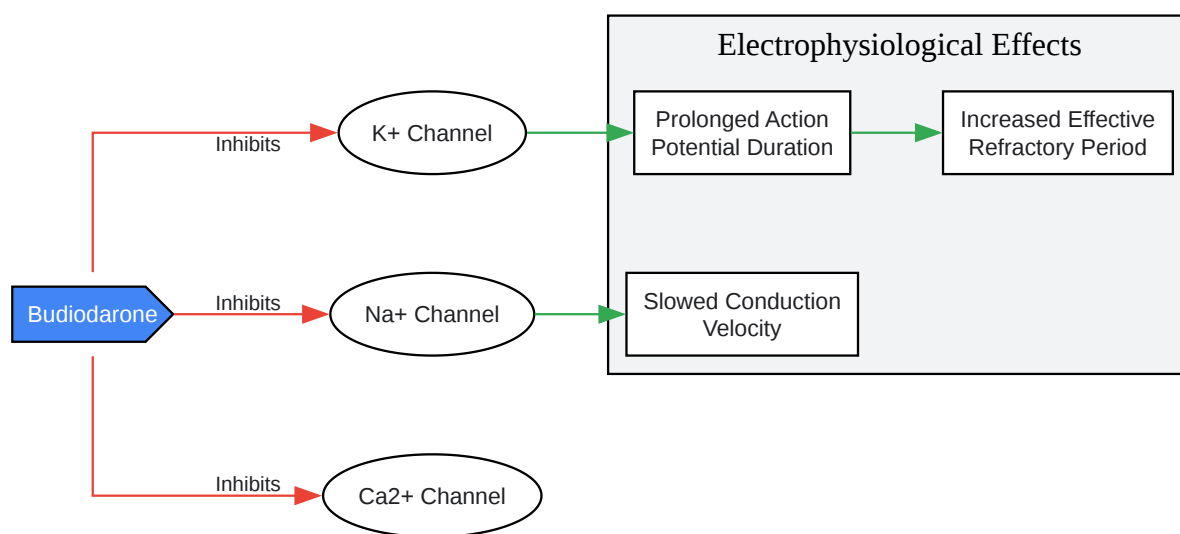 Electrophysiological Effects
Inhibits
K+ Channel
Prolonged Action
Potential Duration
Increased Effective
Refractory Period
Budiodarone
Inhibits
Na+ Channel
Slowed Conduction
Velocity
Inhibits
Ca2+ Channel